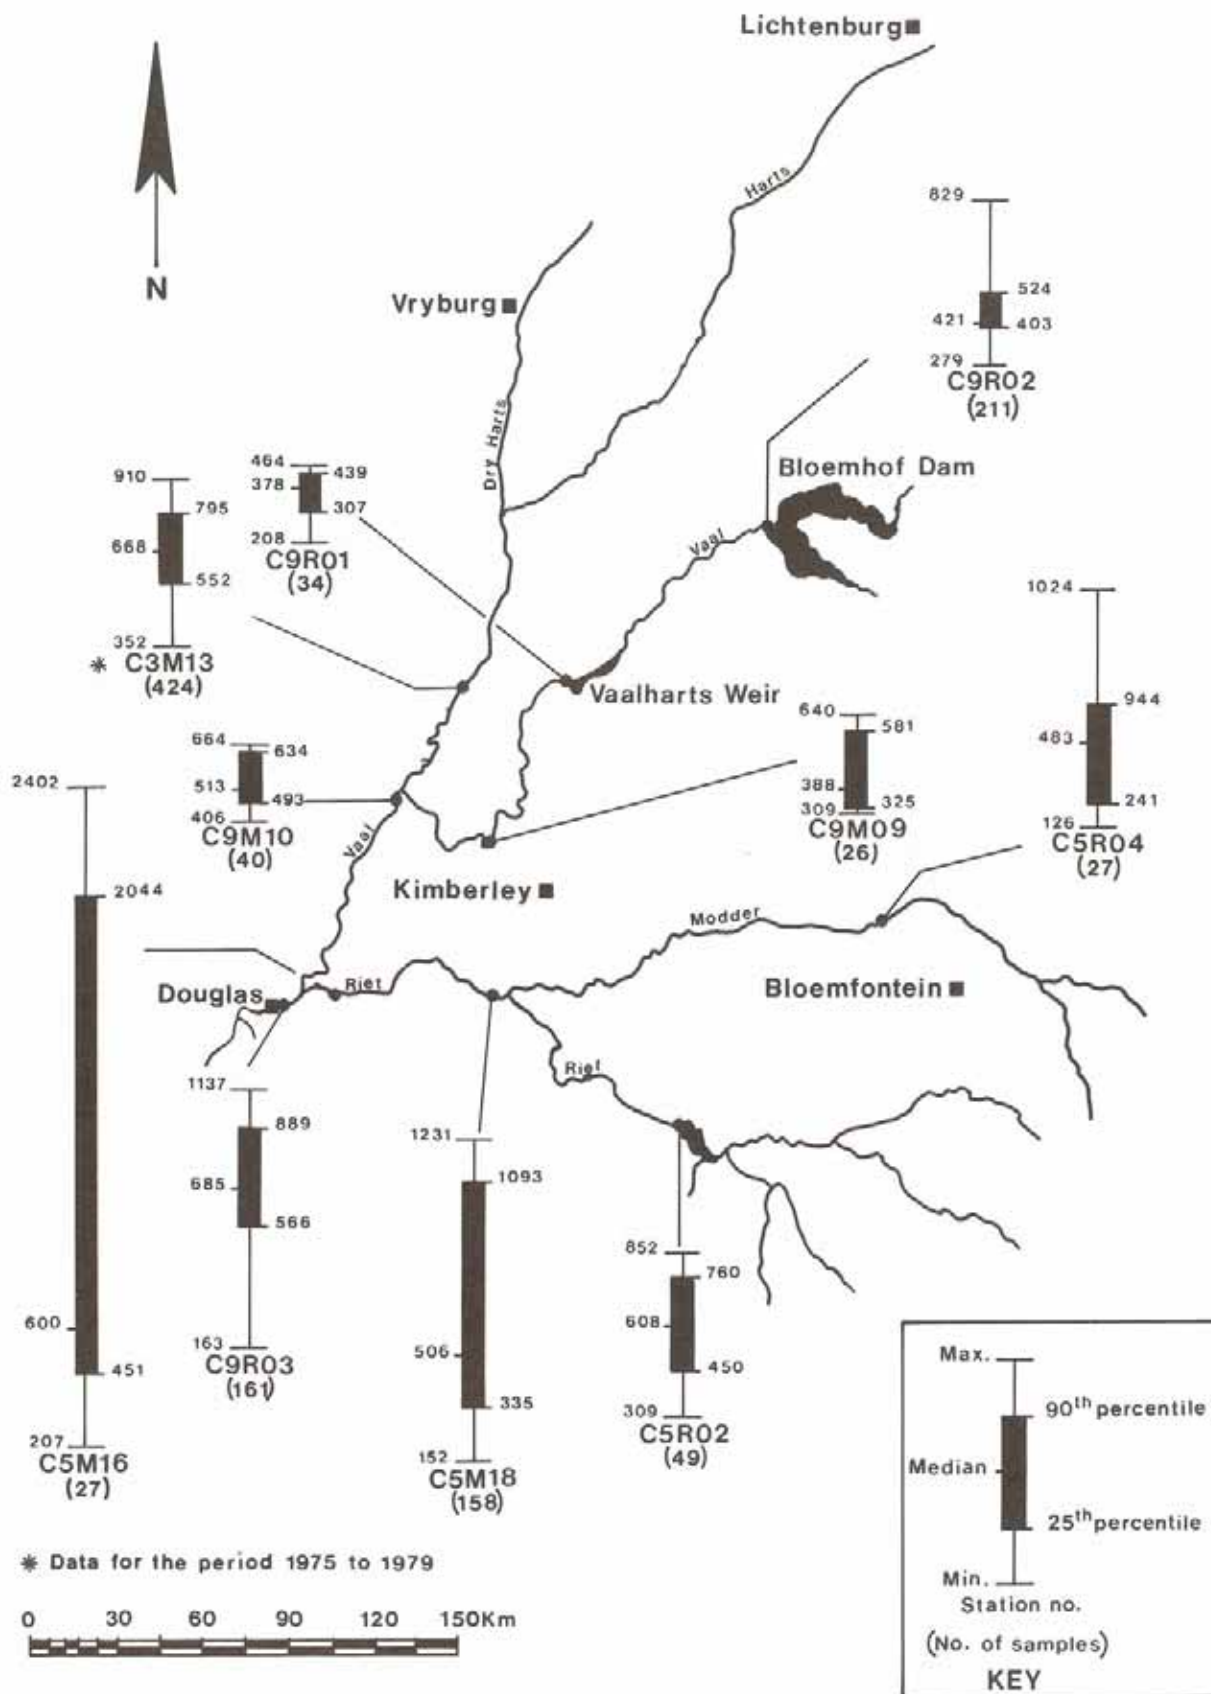 Lichtenburg
Harts
N
Vryburg
Dry Harts
829
524
421
403
279
C9R02
(211)
Bloemhof Dam
Vaal
910
795
668
552
352
* C3M13
(424)
464
439
378
307
208
C9R01
(34)
Vaalharts Weir
1024
944
483
241
126
C5R04
(27)
640
581
388
325
309
C9M09
(26)
664
634
513
493
406
C9M10
(40)
Vaal
Kimberley
Modder
Bloemfontein
Douglas
Riet
Riet
2402
2044
600
451
207
C5M16
(27)
1137
889
685
566
163
C9R03
(161)
1231
1093
506
335
152
C5M18
(158)
852
760
608
450
309
C5R02
(49)
* Data for the period 1975 to 1979
0 30 60 90 120 150Km
Max.
90th percentile
Median
25th percentile
Min.
Station no.
(No. of samples)
KEY